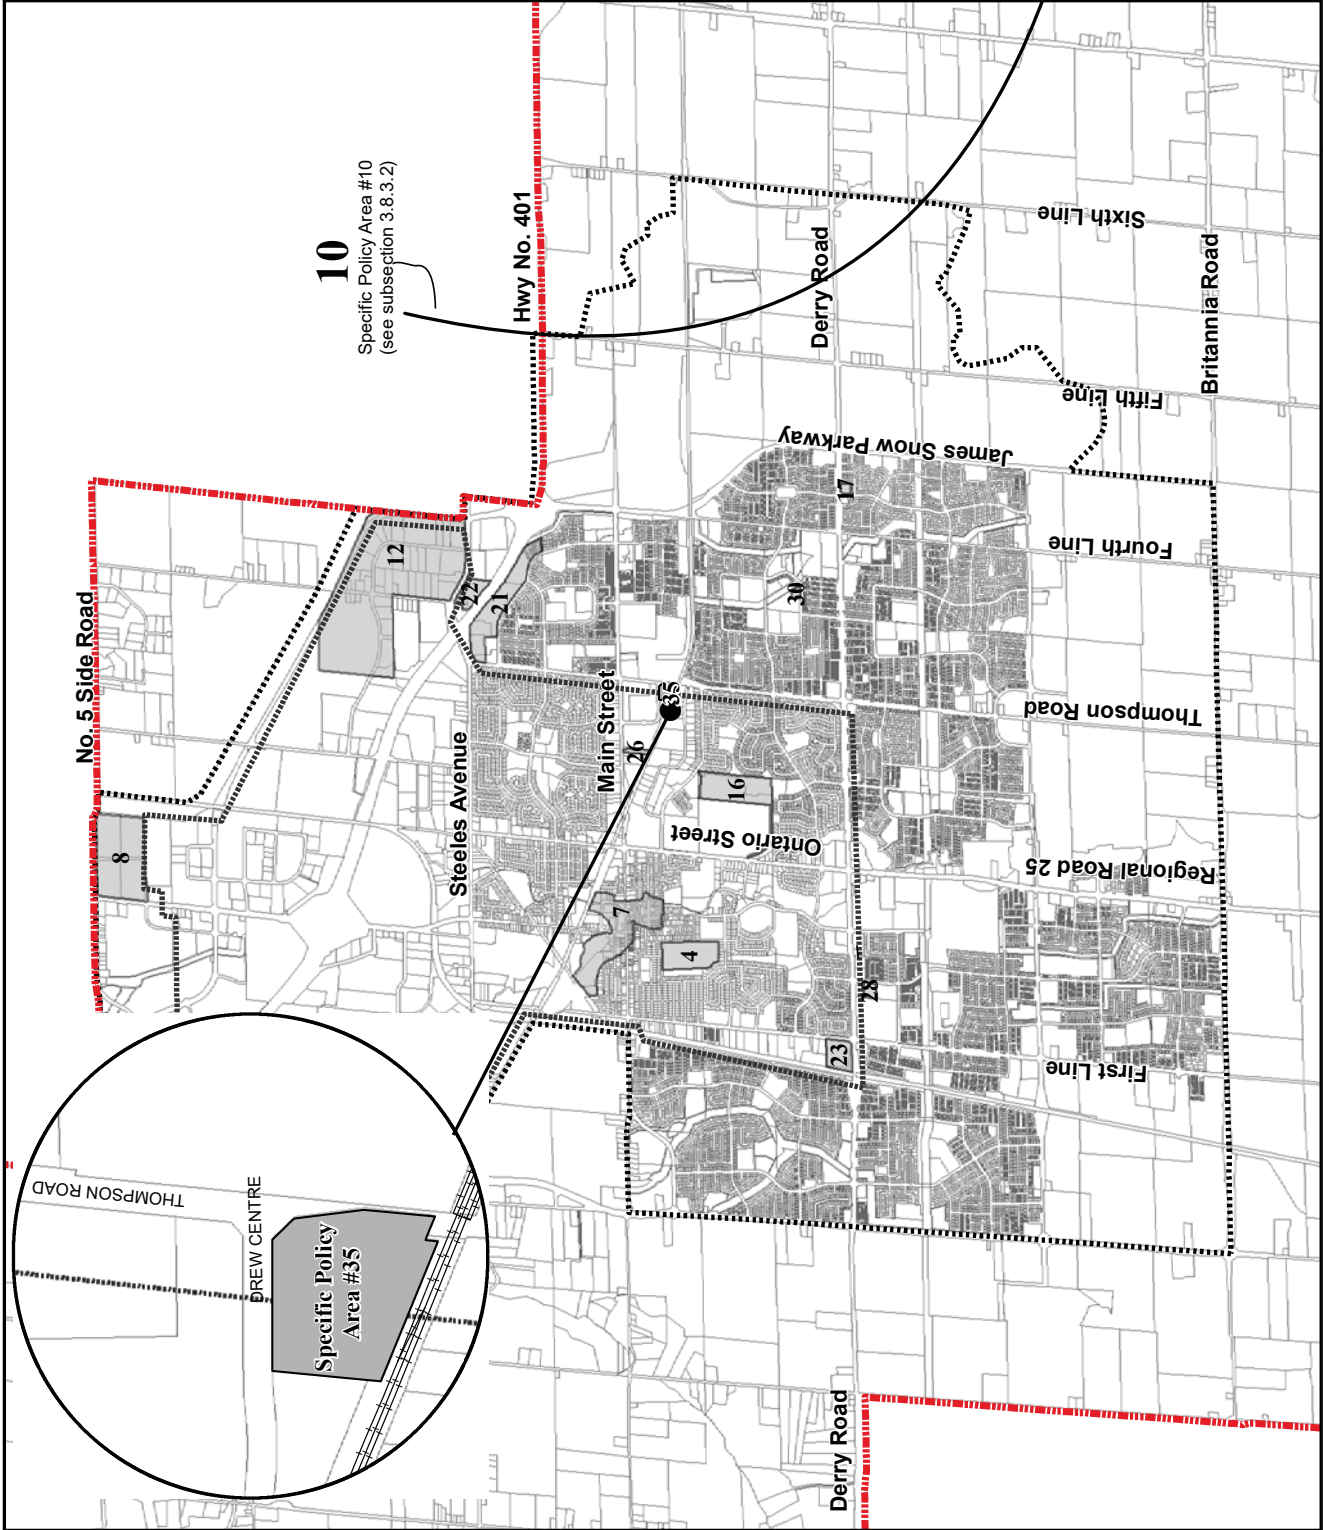 10
Specific Policy Area #10
(see subsection 3.8.3.2)
No. 5 Side Road
Hwy No. 401
Steeles Avenue
Main Street
Derry Road
Britannia Road
Sixth Line
Fifth Line
James Snow Parkway
Fourth Line
Thompson Road
Ontario Street
Regional Road 25
First Line
Derry Road
8
12
22
21
17
30
35
26
16
7
4
28
23
THOMPSON ROAD
DREW CENTRE
Specific Policy
Area #35